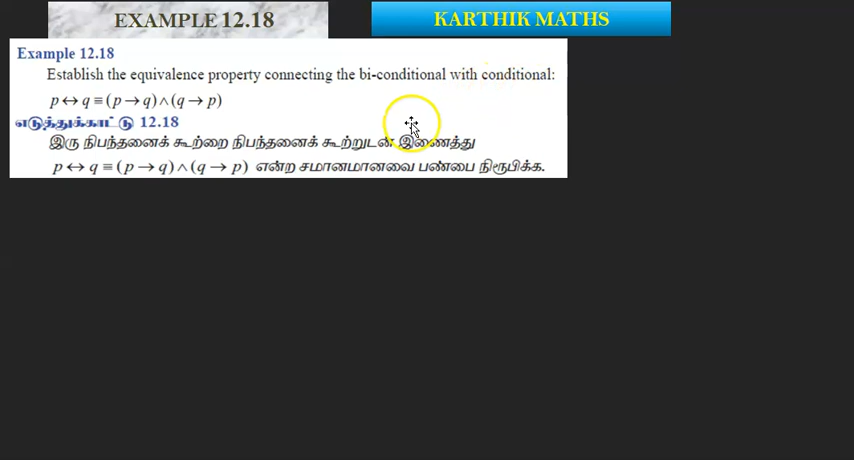 EXAMPLE 12.18
KARTHIK MATHS
Example 12.18
Establish the equivalence property connecting the bi-conditional with conditional:
p ↔ q ≡ (p → q) ∧ (q → p)
எடுத்துக்காட்டு 12.18
இரு நிபந்தனைக் கூற்றை நிபந்தனைக் கூற்றுடன் இணைத்து
p ↔ q ≡ (p → q) ∧ (q → p) என்ற சமானமானவை பண்பை நிரூபிக்க.